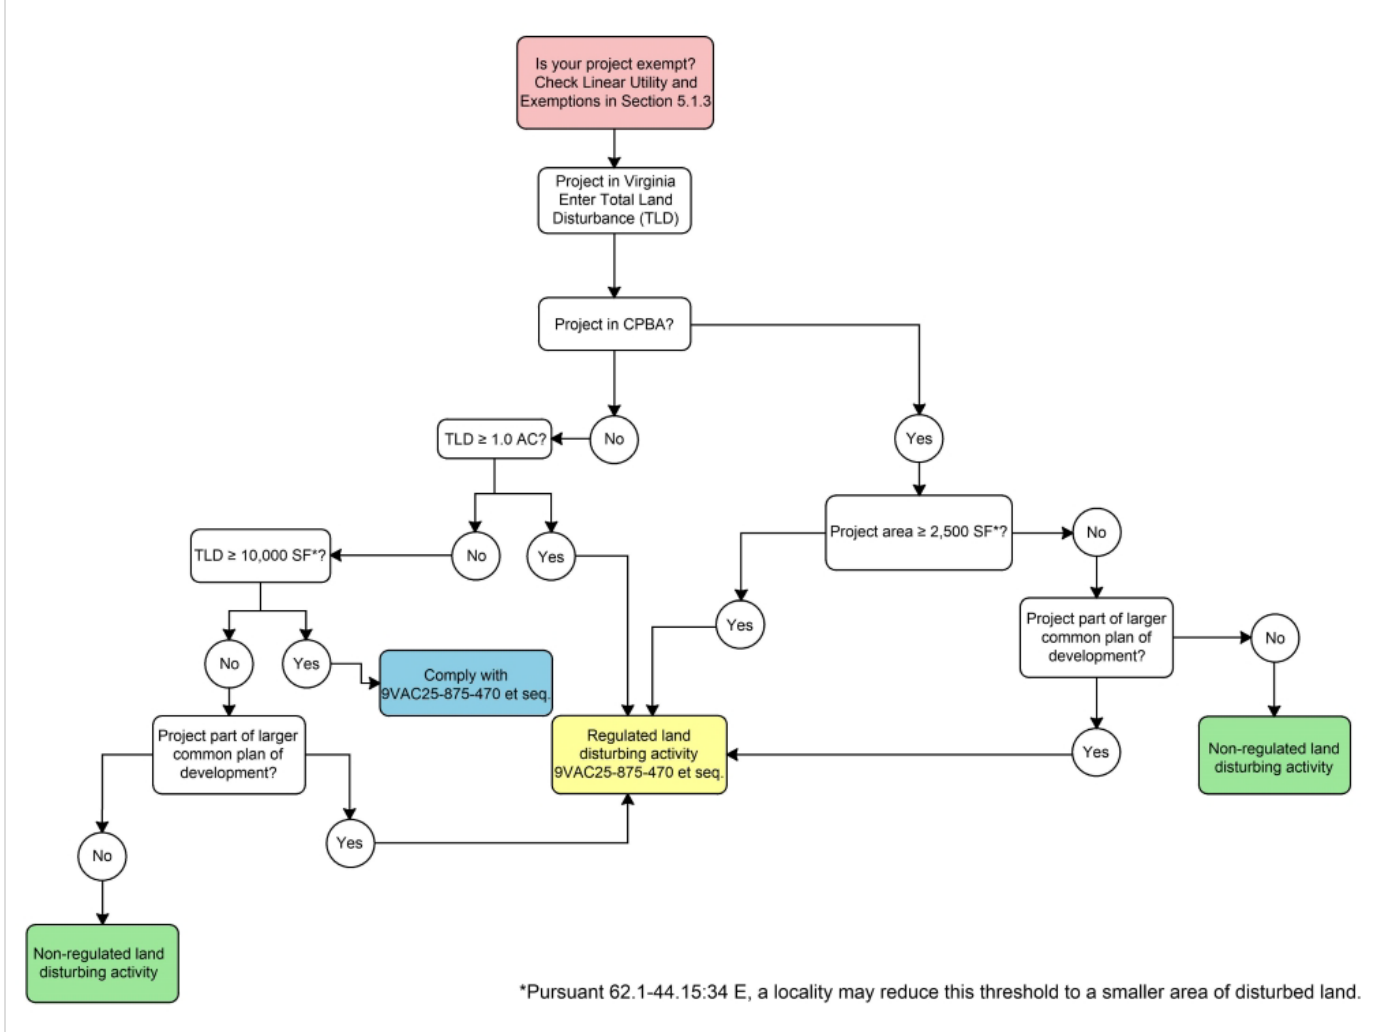 Is your project exempt?
Check Linear Utility and
Exemptions in Section 5.1.3
Project in Virginia
Enter Total Land
Disturbance (TLD)
Project in CPBA?
TLD ≥ 1.0 AC?
No
Yes
Project area ≥ 2,500 SF*?
No
TLD ≥ 10,000 SF*?
No
Yes
Yes
Project part of larger
common plan of
development?
No
No
Yes
Comply with
9VAC25-875-470 et seq.
Project part of larger
common plan of
development?
Regulated land
disturbing activity
9VAC25-875-470 et seq.
Yes
Non-regulated land
disturbing activity
No
Yes
Non-regulated land
disturbing activity
*Pursuant 62.1-44.15:34 E, a locality may reduce this threshold to a smaller area of disturbed land.